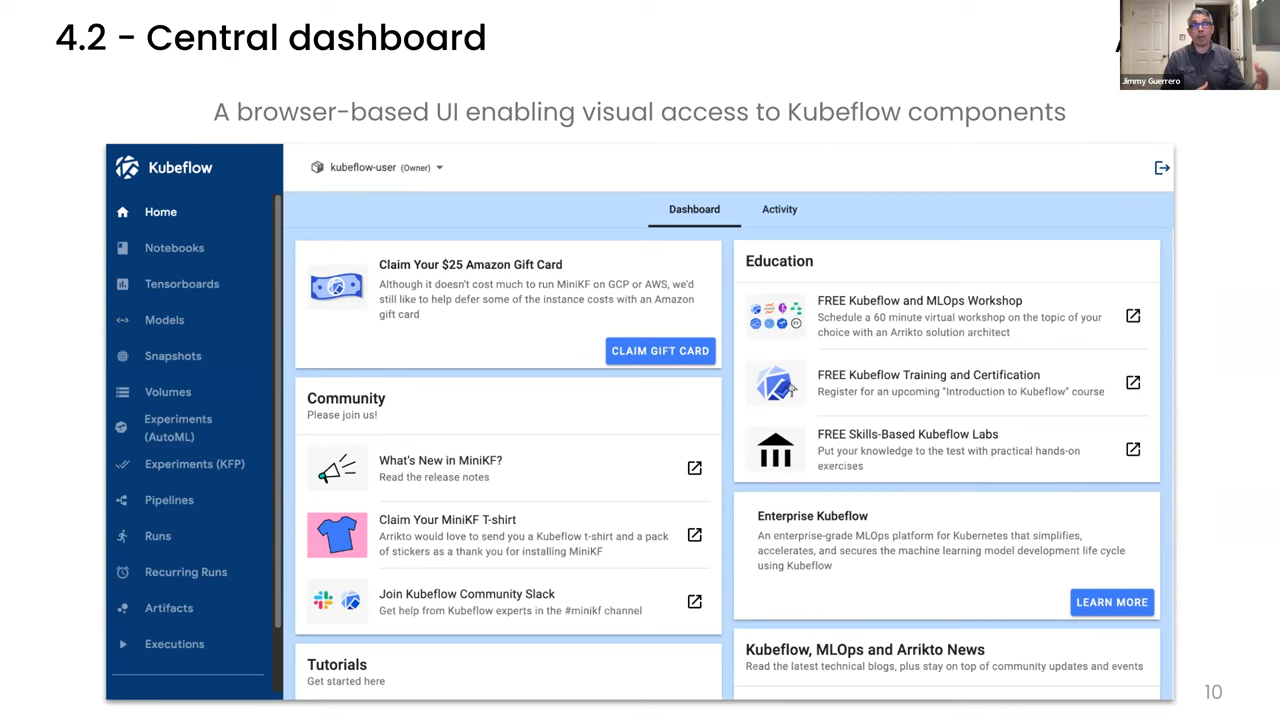 4.2 - Central dashboard
Jimmy Guerrero
A browser-based UI enabling visual access to Kubeflow components
Kubeflow
Home
Notebooks
Tensorboards
Models
Snapshots
Volumes
Experiments
(AutoML)
Experiments (KFP)
Pipelines
Runs
Recurring Runs
Artifacts
Executions
kubeflow-user (Owner)
Dashboard
Activity
Claim Your $25 Amazon Gift Card
Although it doesn't cost much to run MiniKF on GCP or AWS, we'd
still like to help defer some of the instance costs with an Amazon
gift card
CLAIM GIFT CARD
Community
Please join us!
What's New in MiniKF?
Read the release notes
Claim Your MiniKF T-shirt
Arrikto would love to send you a Kubeflow t-shirt and a pack
of stickers as a thank you for installing MiniKF
Join Kubeflow Community Slack
Get help from Kubeflow experts in the #minikf channel
Tutorials
Get started here
Education
FREE Kubeflow and MLOps Workshop
Schedule a 60 minute virtual workshop on the topic of your
choice with an Arrikto solution architect
FREE Kubeflow Training and Certification
Register for an upcoming "Introduction to Kubeflow" course
FREE Skills-Based Kubeflow Labs
Put your knowledge to the test with practical hands-on
exercises
Enterprise Kubeflow
An enterprise-grade MLOps platform for Kubernetes that simplifies,
accelerates, and secures the machine learning model development life cycle
using Kubeflow
LEARN MORE
Kubeflow, MLOps and Arrikto News
Read the latest technical blogs, plus stay on top of community updates and events
10